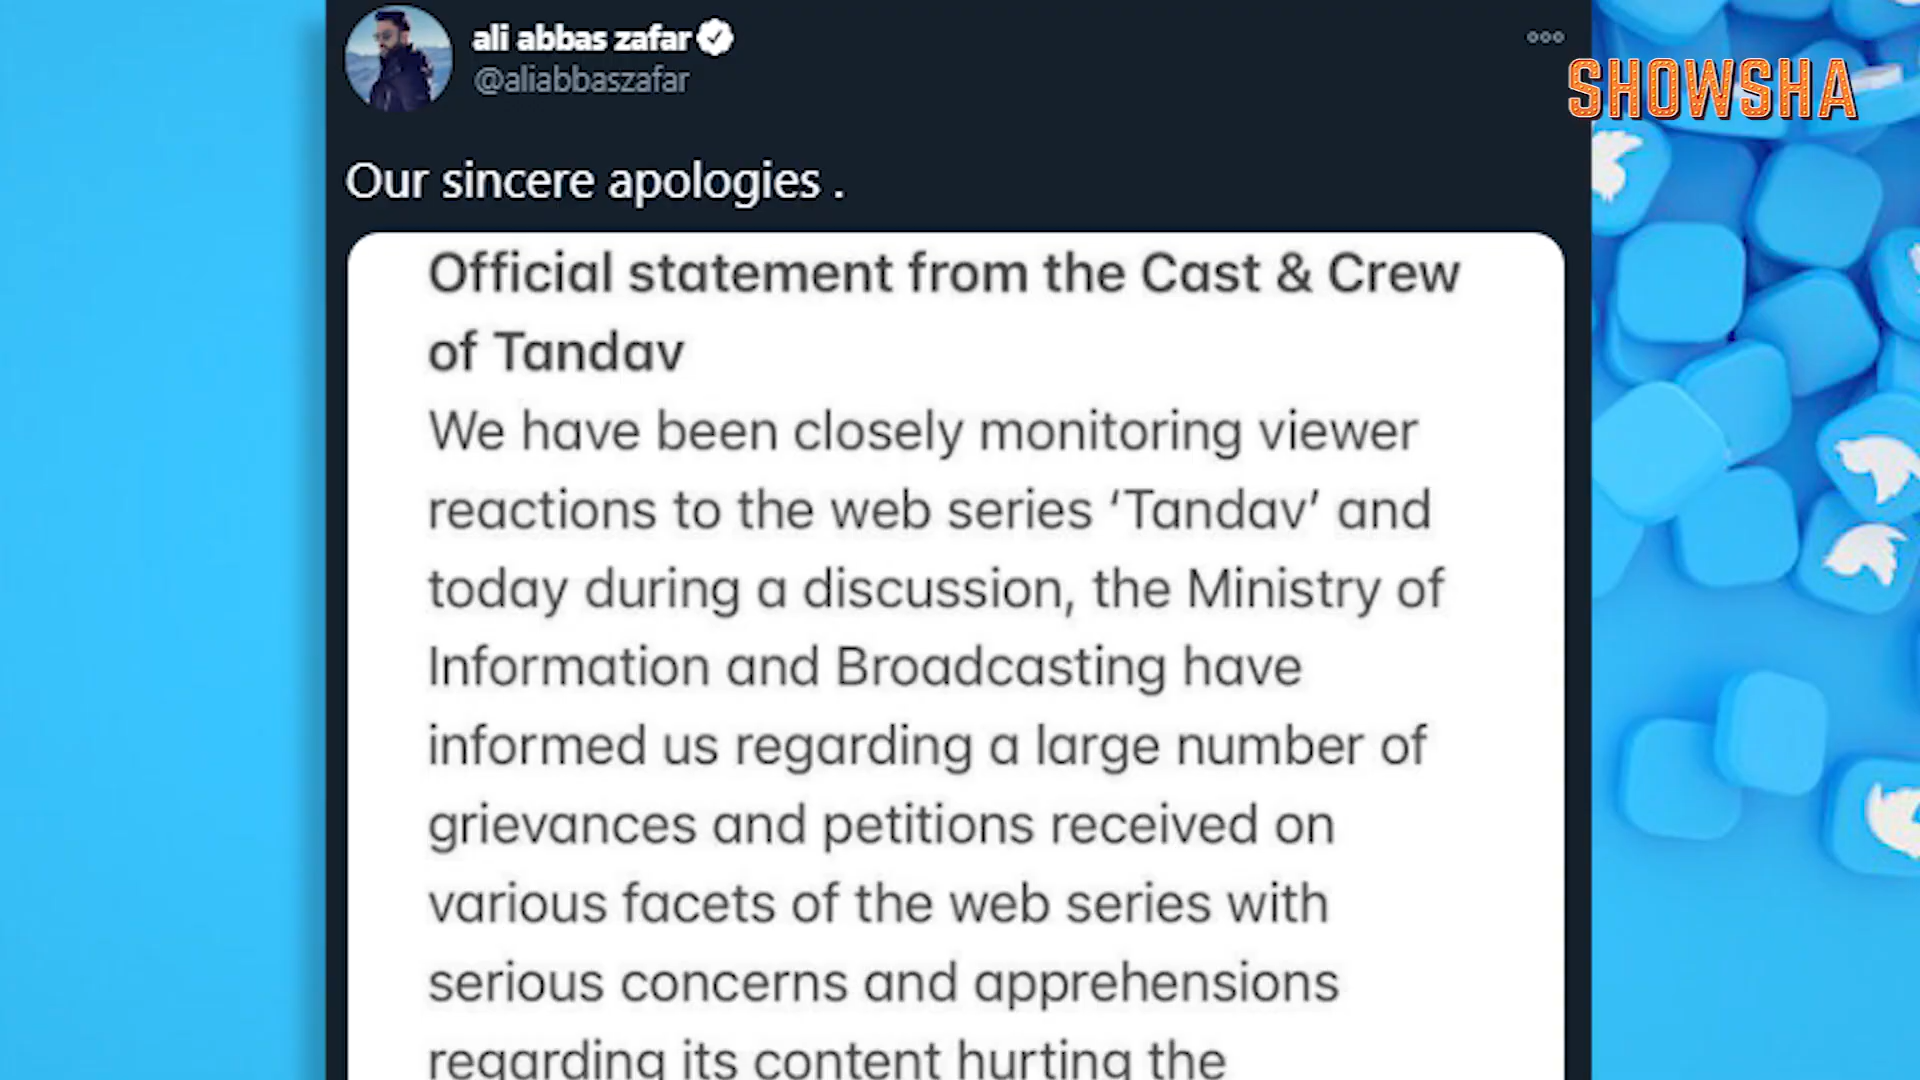 ali abbas zafar
@aliabbaszafar
SHOWSHA
Our sincere apologies .
Official statement from the Cast & Crew
of Tandav
We have been closely monitoring viewer
reactions to the web series ‘Tandav’ and
today during a discussion, the Ministry of
Information and Broadcasting have
informed us regarding a large number of
grievances and petitions received on
various facets of the web series with
serious concerns and apprehensions
regarding its content hurting the